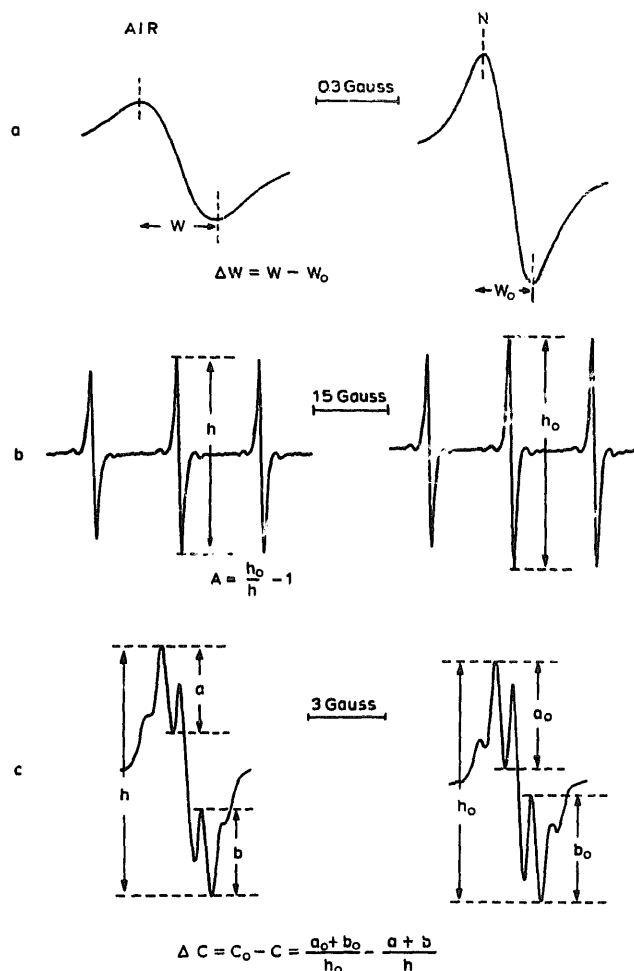 AIR
N
0.3 Gauss
a
W
W₀
ΔW = W − W₀
15 Gauss
h
h₀
b
A = h₀/h − 1
3 Gauss
a
a₀
c
h
h₀
b
b₀
ΔC = C₀ − C = (a₀+b₀)/h₀ − (a + b)/h